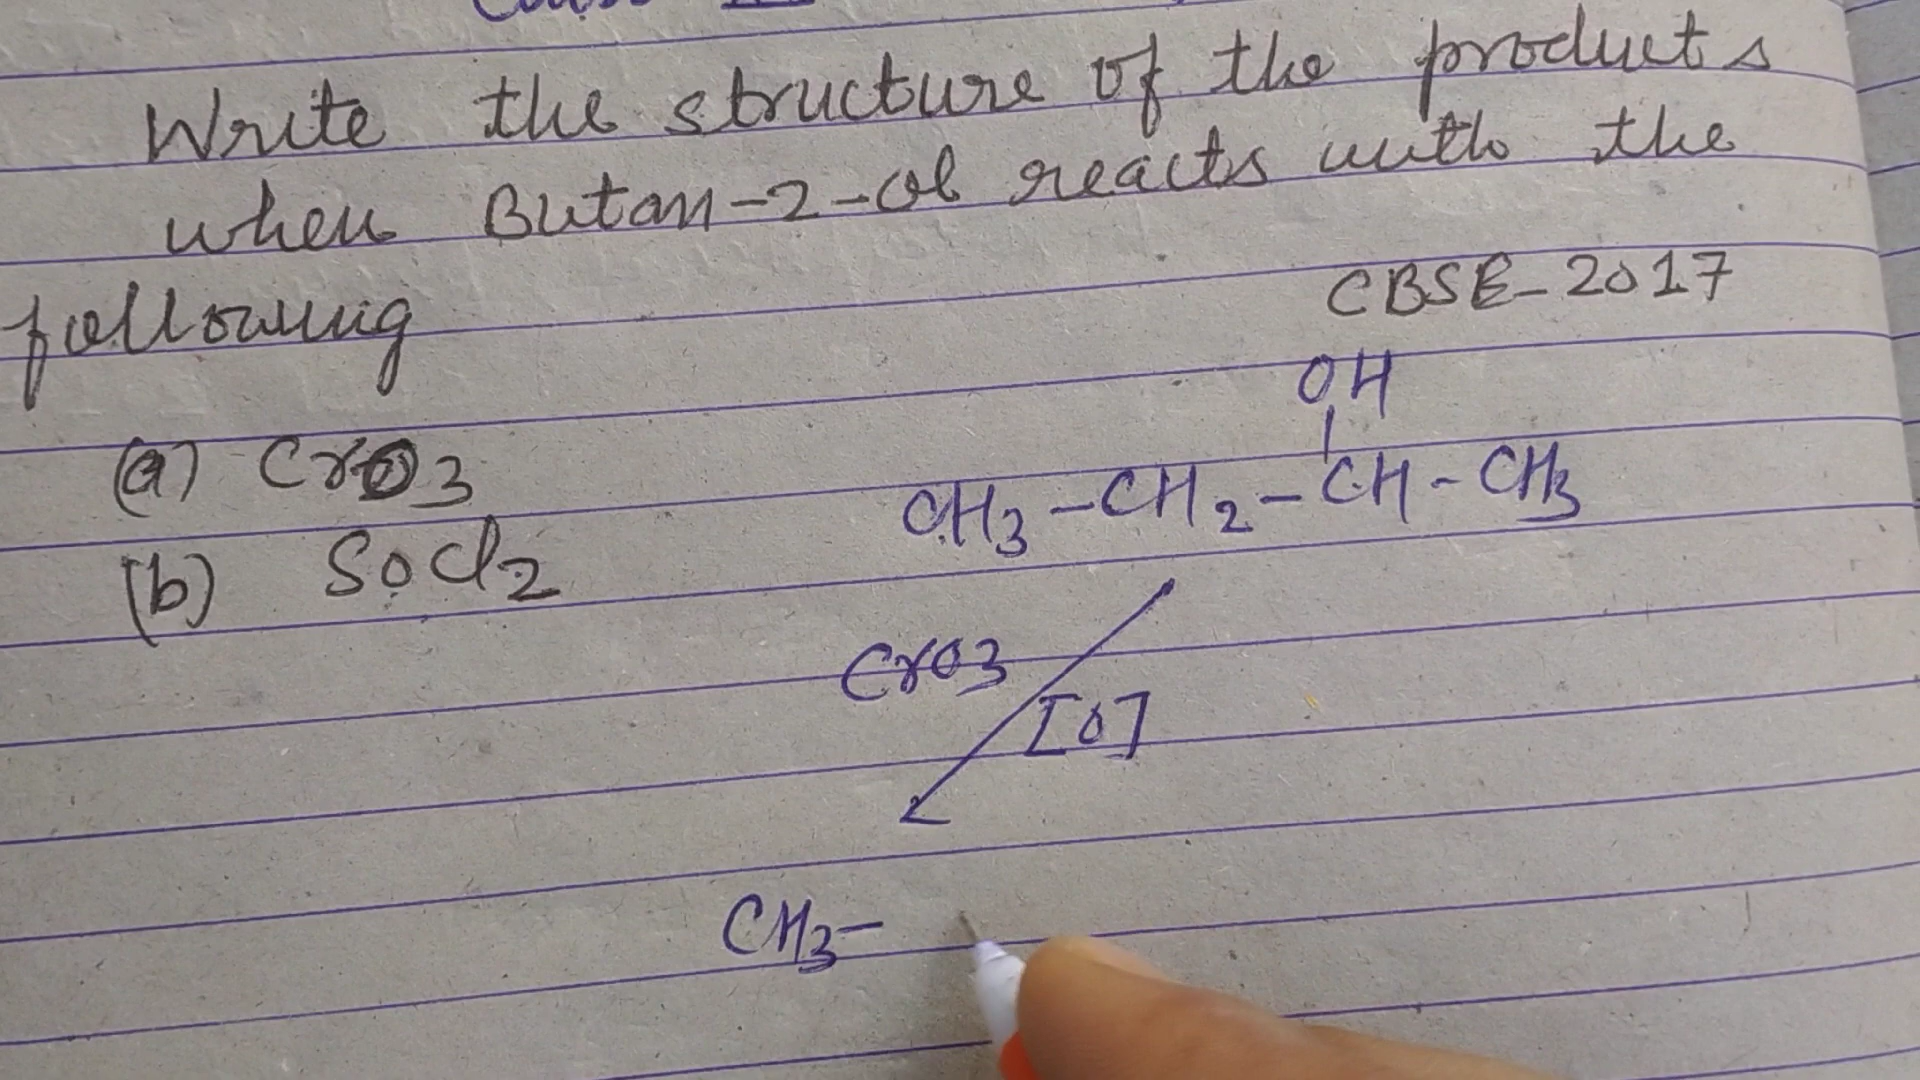 Write the structure of the products
when Butan-2-ol reacts with the
following
CBSE-2017
(a) CrO3
(b) SOCl2
OH
|
CH3-CH2-CH-CH3
CrO3
[O]
CH3-